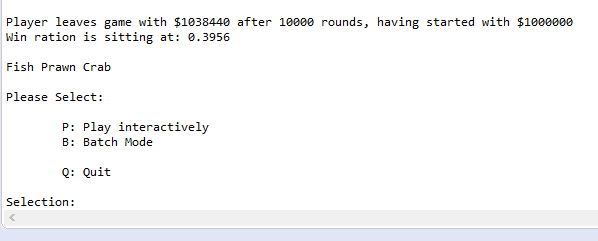 Player leaves game with $1038440 after 10000 rounds, having started with $1000000
Win ration is sitting at: 0.3956
Fish Prawn Crab
Please Select:
P: Play interactively
B: Batch Mode
Q: Quit
Selection: